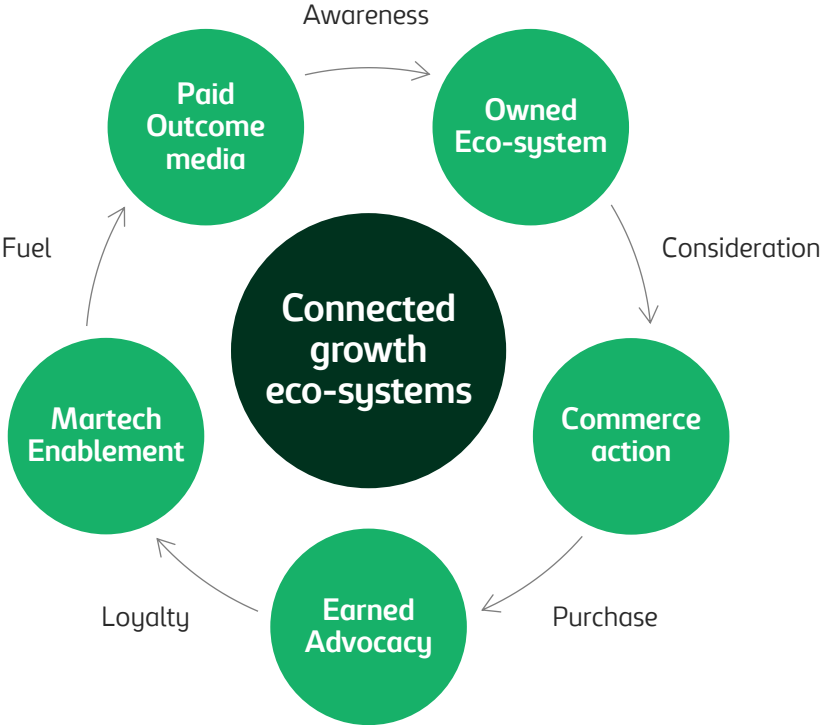 Awareness
Paid
Outcome
media
Owned
Eco-system
Fuel
Consideration
Connected
growth
eco-systems
Martech
Enablement
Commerce
action
Loyalty
Earned
Advocacy
Purchase